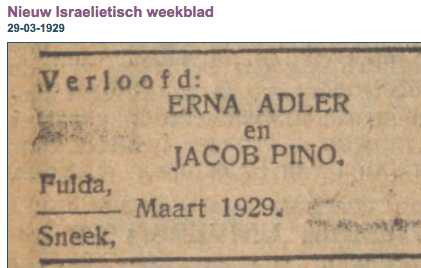 Nieuw Israelietisch weekblad
29-03-1929
Verloofd:
ERNA ADLER
en
JACOB PINO.
Fulda,
Maart 1929.
Sneek,